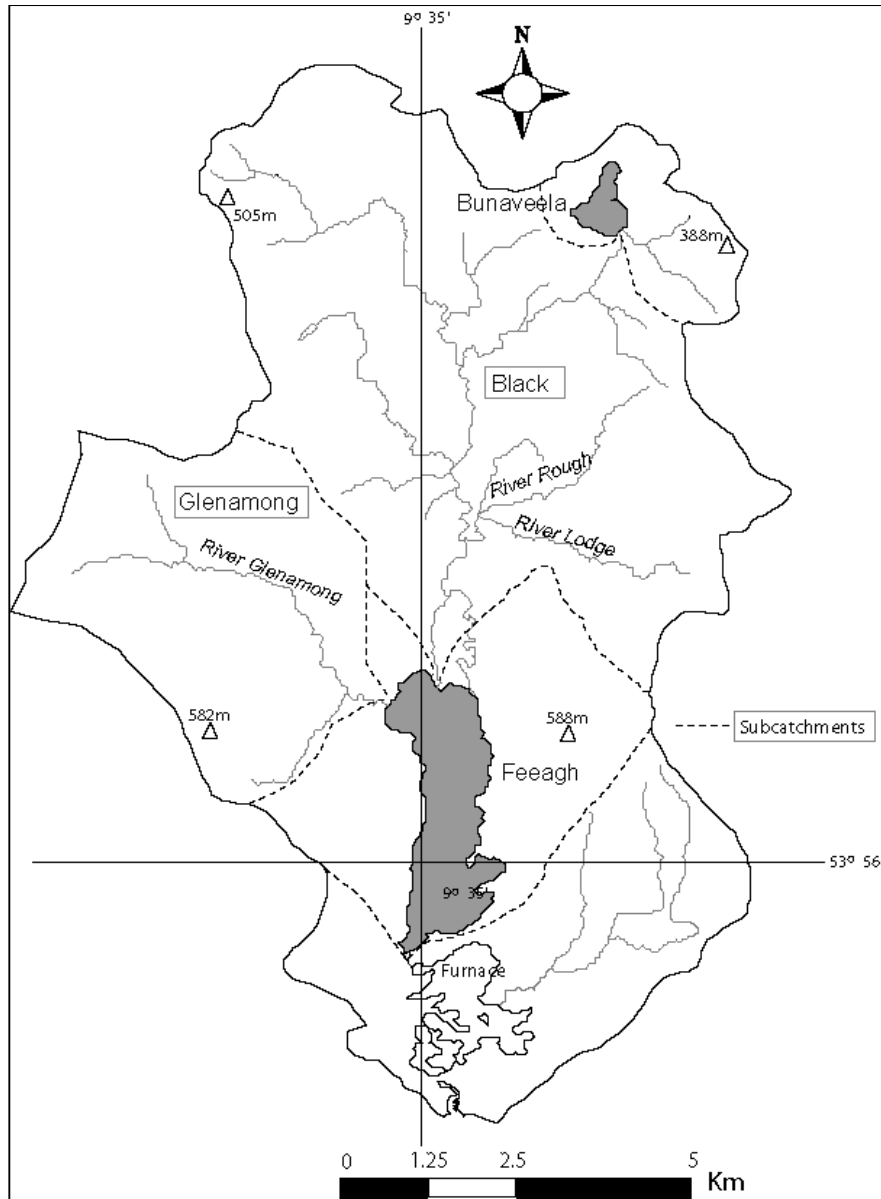 9º 35'
N
Bunaveela
505m
388m
Black
River Rough
Glenamong
River Lodge
River Glenamong
582m
588m
Subcatchments
Feeagh
53º 56
9º 35'
Furnace
0 1.25 2.5 5
Km